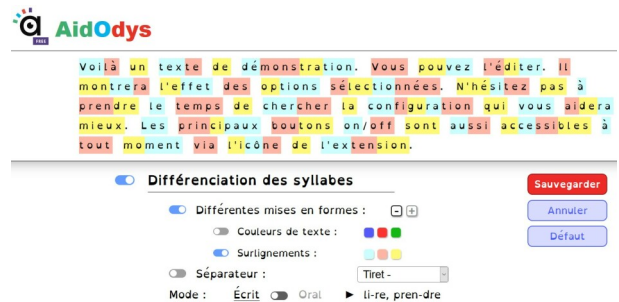 FREE
AidOdys
Voilà un texte de démonstration. Vous pouvez l'éditer. Il
montrera l'effet des options sélectionnées. N'hésitez pas à
prendre le temps de chercher la configuration qui vous aidera
mieux. Les principaux boutons on/off sont aussi accessibles à
tout moment via l'icône de l'extension.
Différenciation des syllabes
Sauvegarder
Différentes mises en formes : - +
Annuler
Couleurs de texte :
Défaut
Surlignements :
Séparateur : Tiret -
Mode : Écrit Oral ► li-re, pren-dre